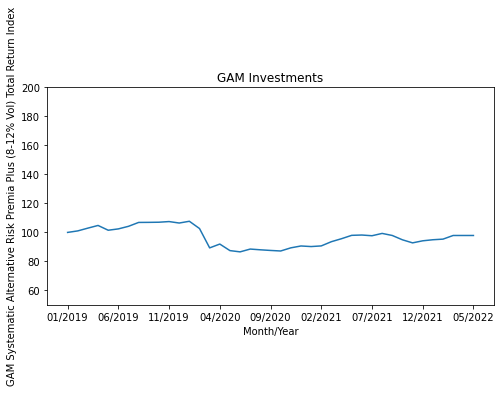 GAM Investments
GAM Systematic Alternative Risk Premia Plus (8-12% Vol) Total Return Index
200
180
160
140
120
100
80
60
01/2019 06/2019 11/2019 04/2020 09/2020 02/2021 07/2021 12/2021 05/2022
Month/Year